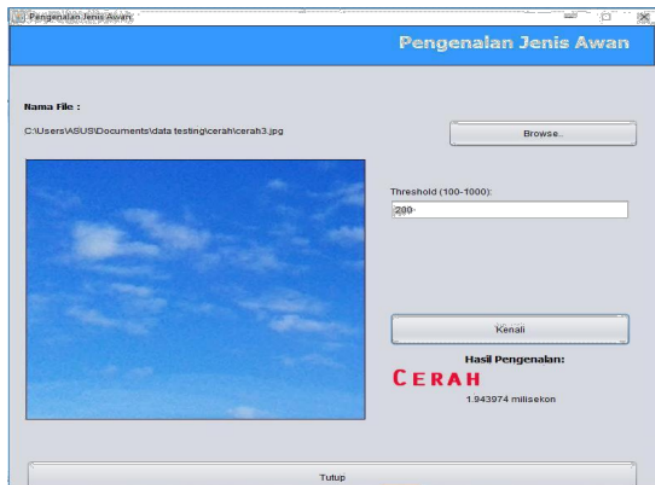 Pengenalan Jenis Awan
Pengenalan Jenis Awan
Nama File :
C:\Users\ASUS\Documents\data testing\cerah\cerah3.jpg
Browse..
Threshold (100-1000):
200
Kenali
Hasil Pengenalan:
CERAH
1.943974 milisekon
Tutup